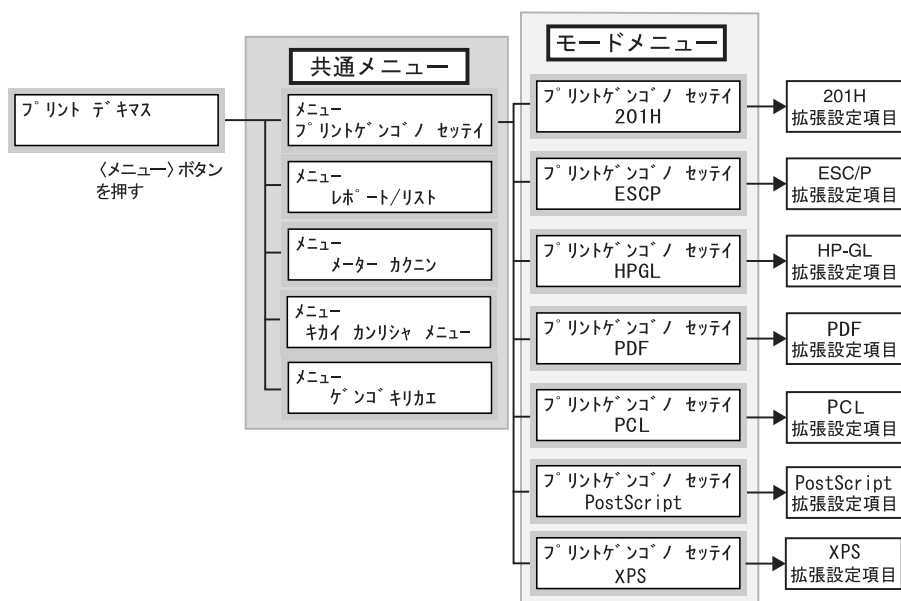 プリント デキマス
〈メニュー〉ボタン
を押す
共通メニュー
メニュー
プリントゲンゴノ セッテイ
メニュー
レポート/リスト
メニュー
メーター カクニン
メニュー
キカイ カンリシャ メニュー
メニュー
ゲンゴキリカエ
モードメニュー
プリントゲンゴノ セッテイ
201H
プリントゲンゴノ セッテイ
ESCP
プリントゲンゴノ セッテイ
HPGL
プリントゲンゴノ セッテイ
PDF
プリントゲンゴノ セッテイ
PCL
プリントゲンゴノ セッテイ
PostScript
プリントゲンゴノ セッテイ
XPS
201H
拡張設定項目
ESC/P
拡張設定項目
HP-GL
拡張設定項目
PDF
拡張設定項目
PCL
拡張設定項目
PostScript
拡張設定項目
XPS
拡張設定項目